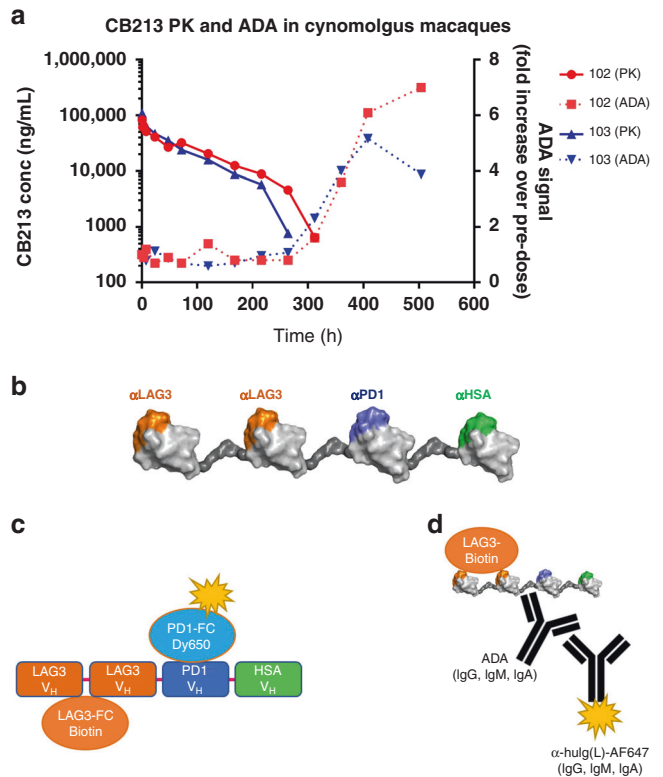 a
CB213 PK and ADA in cynomolgus macaques
CB213 conc (ng/mL)
1,000,000
100,000
10,000
1000
100
0
100
200
300
400
500
600
Time (h)
8
6
4
2
0
ADA signal
(fold increase over pre-dose)
102 (PK)
102 (ADA)
103 (PK)
103 (ADA)
b
αLAG3
αLAG3
αPD1
αHSA
c
PD1-FC
Dy650
LAG3
VH
LAG3
VH
PD1
VH
HSA
VH
LAG3-FC
Biotin
d
LAG3-
Biotin
ADA
(IgG, IgM, IgA)
α-huIg(L)-AF647
(IgG, IgM, IgA)